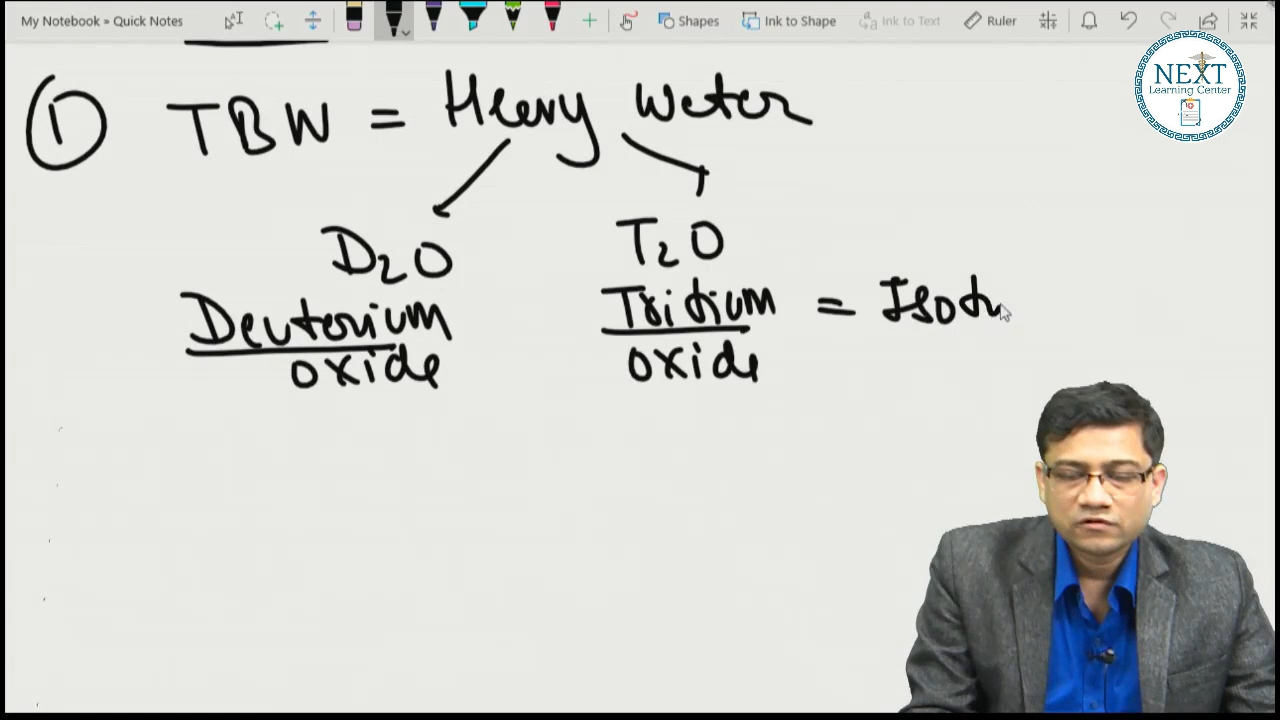 My Notebook » Quick Notes
Shapes
Ink to Shape
Ink to Text
Ruler
NEXT
Learning Center
① TBW = Heavy Water
D₂O T₂O
Deuterium Tritium = Isoto
oxide oxide